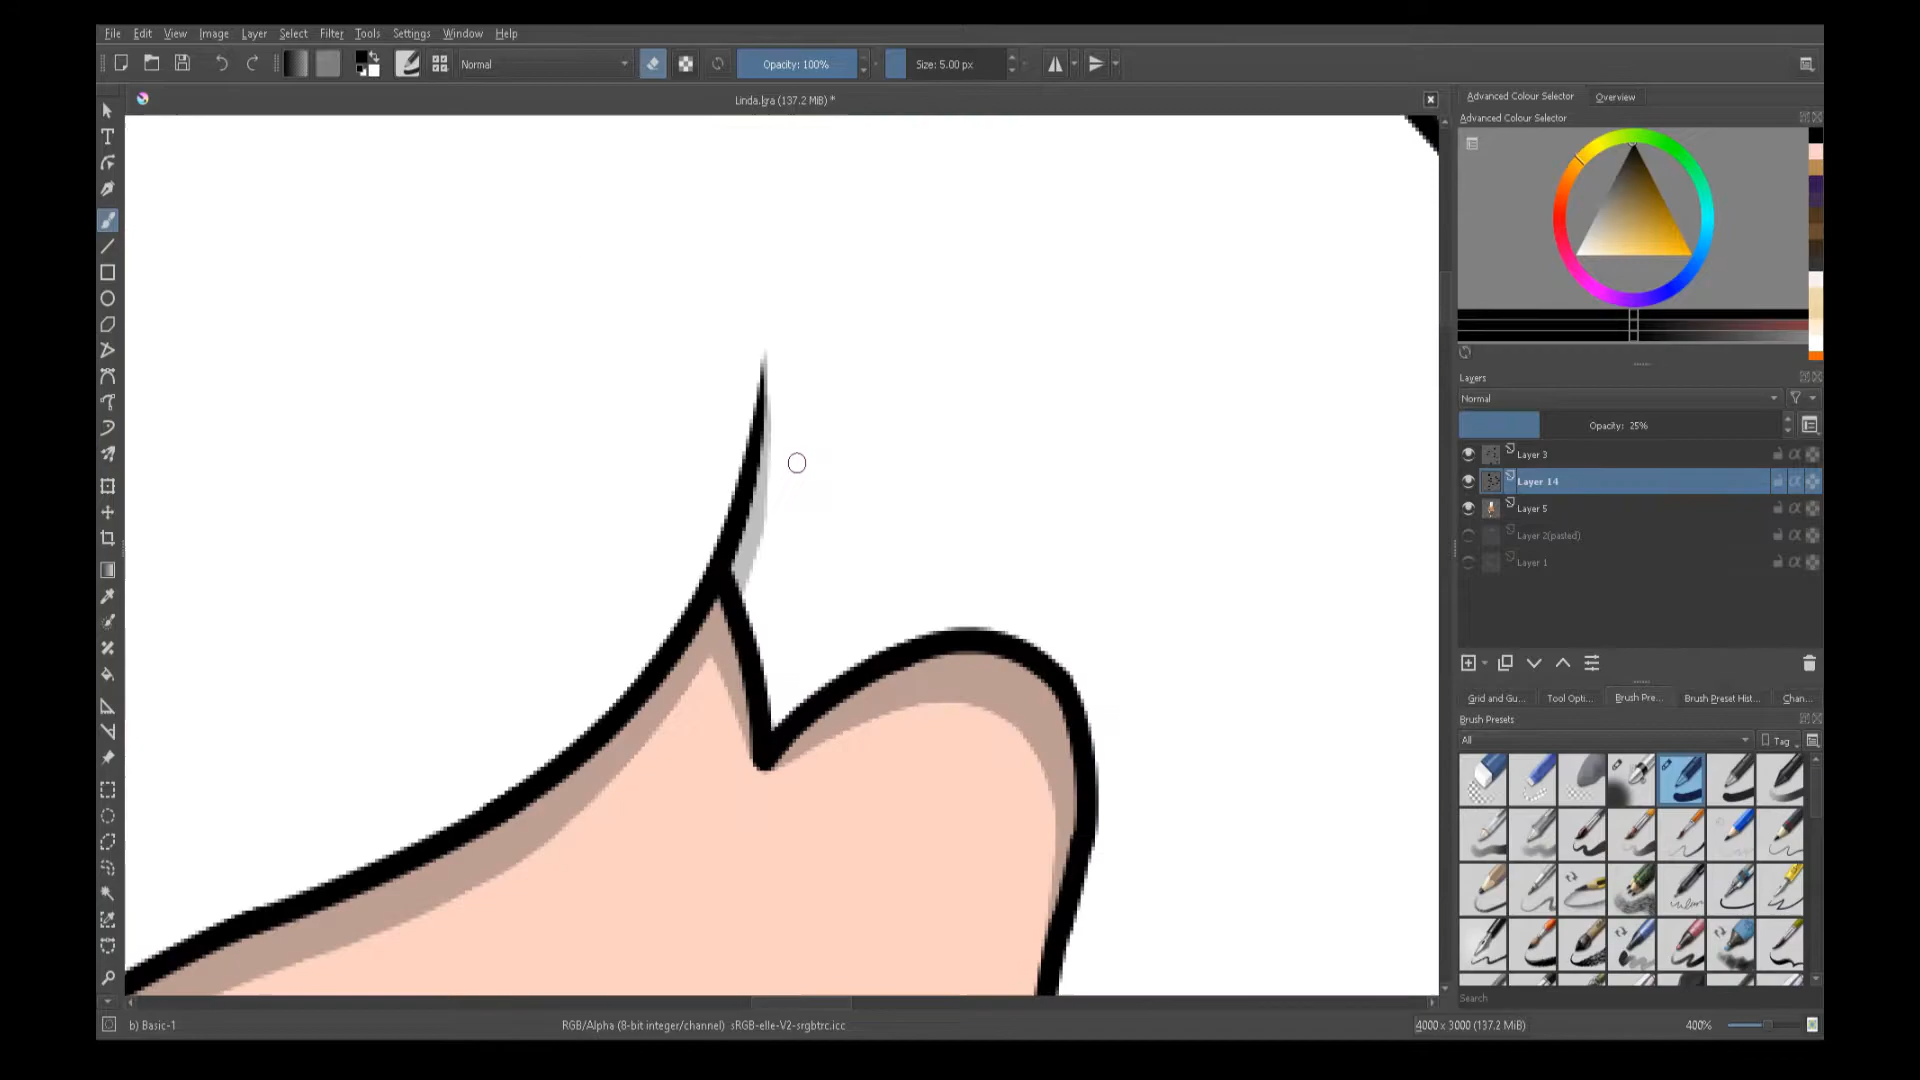 File Edit View Image Layer Select Filter Tools Settings Window Help
Normal Opacity: 100% Size: 5.00 px
Linda.kra (137.2 MiB) *
Advanced Colour Selector Overview
Advanced Colour Selector
Layers
Normal
Opacity: 25%
Layer 3
Layer 14
Layer 5
Layer 2(pasted)
Layer 1
Grid and Gu... Tool Opti... Brush Pre... Brush Preset Hist... Chan...
Brush Presets
All Tag
Search
b) Basic-1 RGB/Alpha (8-bit integer/channel) sRGB-elle-V2-srgbtrc.icc 4000 x 3000 (137.2 MiB) 400%